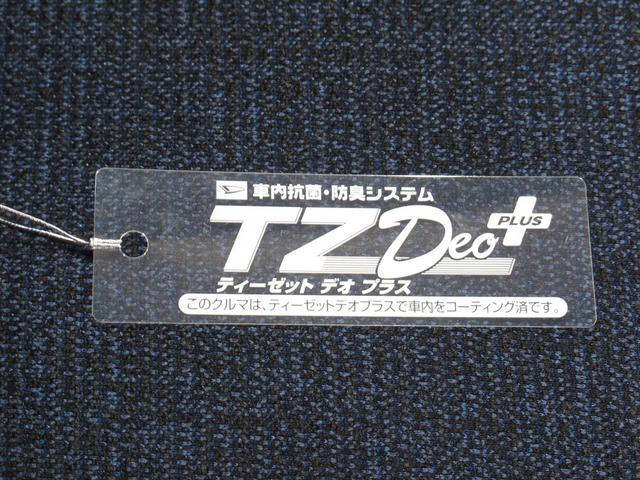 車内抗菌・防臭システム
TZ Deo PLUS
ティーゼット デオ プラス
このクルマは、ティーゼットデオプラスで車内をコーティング済です。